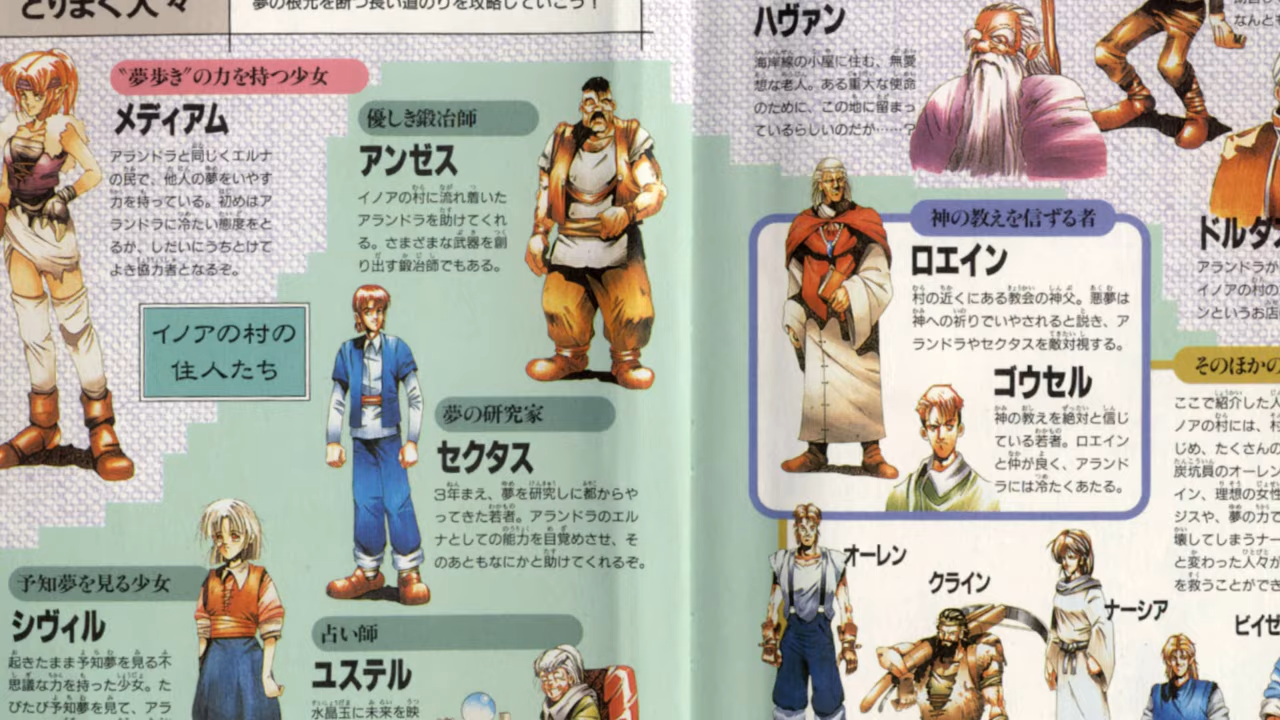 とりまく人々
夢の根元を断つ長い道のりを攻略していこう！
“夢歩き”の力を持つ少女
メディアム
アランドラと同じくエルナ
の民で、他人の夢をいやす
力を持っている。初めはア
ランドラに冷たい態度をと
るが、しだいにうちとけて
よき協力者となるぞ。
優しき鍛冶師
アンゼス
イノアの村に流れ着いた
アランドラを助けてくれ
る。さまざまな武器を創
り出す鍛冶師でもある。
イノアの村の
住人たち
夢の研究家
セクタス
3年まえ、夢を研究しに都からや
ってきた若者。アランドラのエル
ナとしての能力を目覚めさせ、そ
のあともなにかと助けてくれるぞ。
予知夢を見る少女
シヴィル
起きたまま予知夢を見る不
思議な力を持った少女。た
びたび予知夢を見て、アラ
占い師
ユステル
水晶玉に未来を映
ハヴァン
海岸線の小屋に住む、無愛
想な老人。ある重大な使命
のために、この地に留まっ
ているらしいのだが……？
なんと
神の教えを信ずる者
ロエイン
村の近くにある教会の神父。悪夢は
神への祈りでいやされると説き、ア
ランドラやセクタスを敵対視する。
ゴウセル
神の教えを絶対と信じ
ている若者。ロエイン
と仲が良く、アランド
ラには冷たくあたる。
ドルダ
アランドラが
イノアの村の
ンというお店
そのほかの
ここで紹介した人
ノアの村には、村
じめ、たくさんの
炭坑員のオーレン
イン、理想の女性
ジスや、夢の力で
壊してしまうナー
と変わった人々が
を救うことができ
オーレン
クライン
ナーシア
ビイゼ